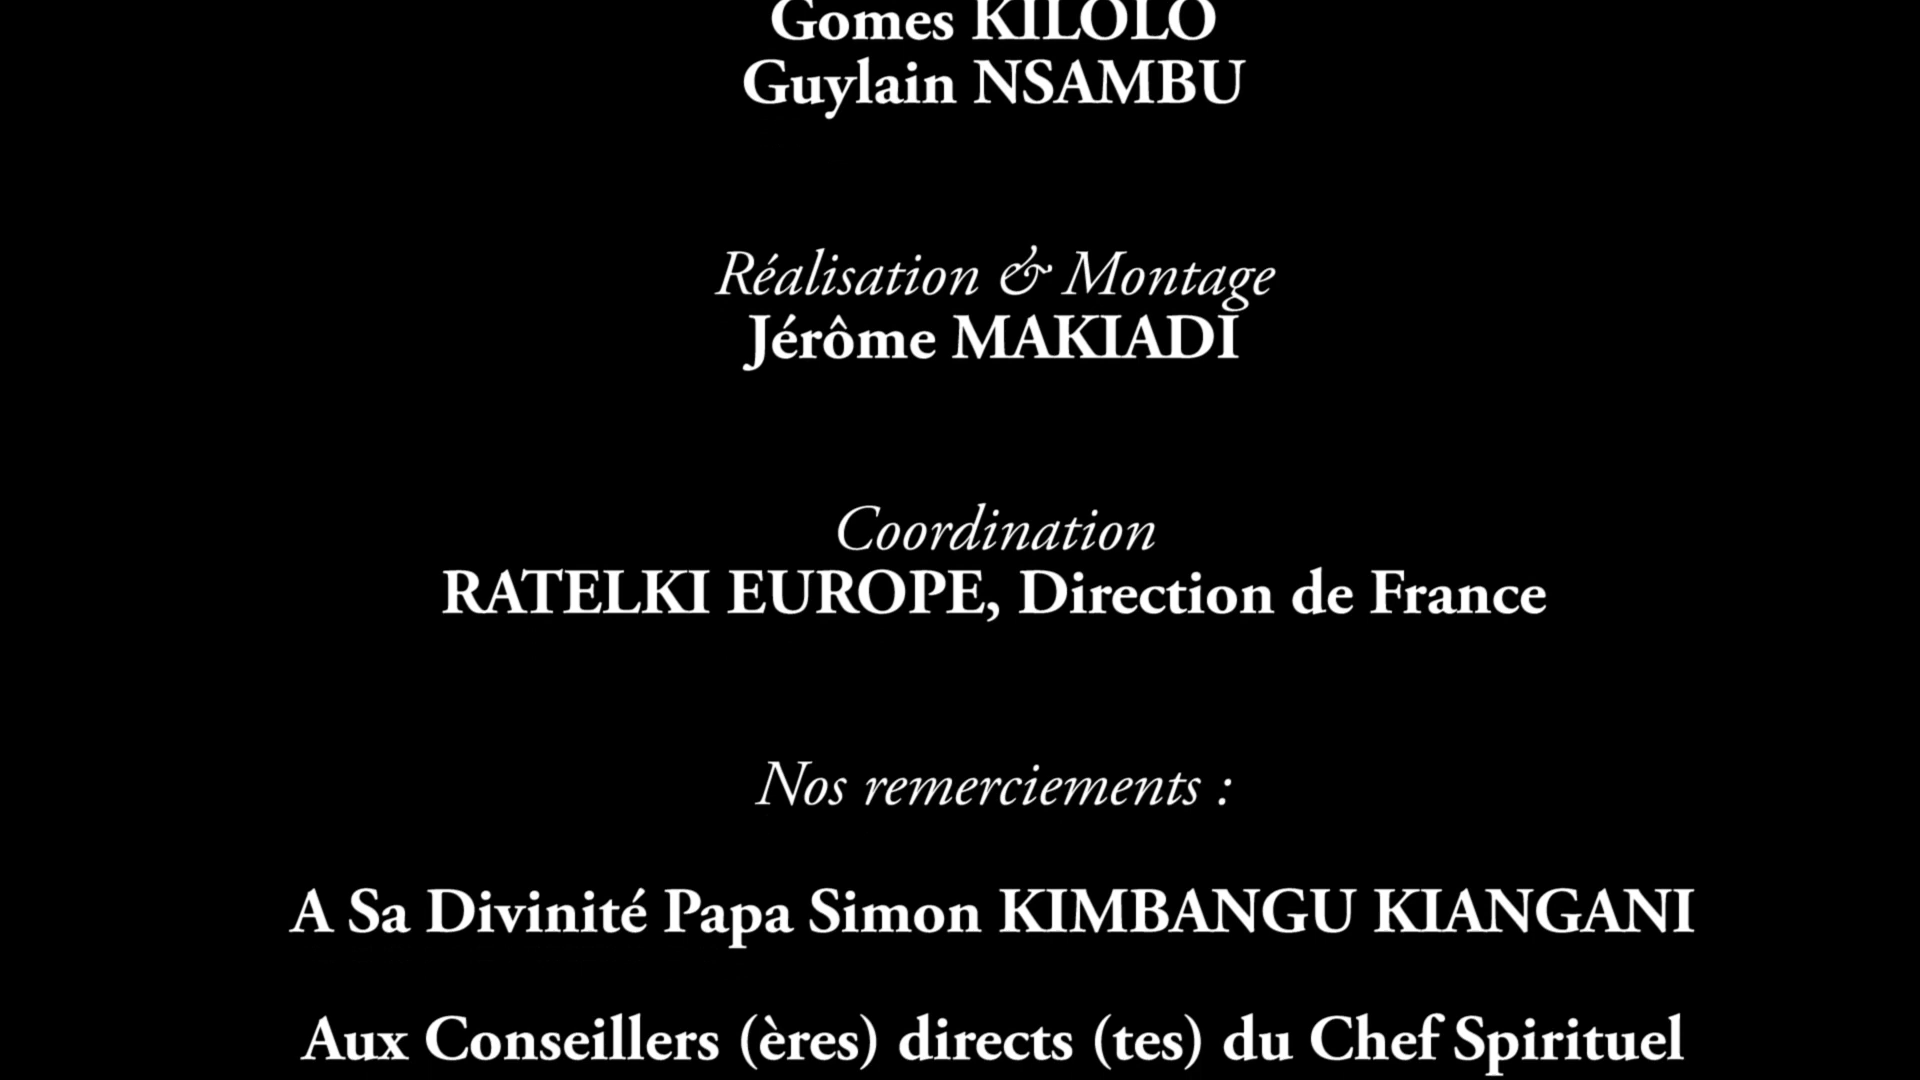 Gomes KILOLO
Guylain NSAMBU
Réalisation & Montage
Jérôme MAKIADI
Coordination
RATELKI EUROPE, Direction de France
Nos remerciements :
A Sa Divinité Papa Simon KIMBANGU KIANGANI
Aux Conseillers (ères) directs (tes) du Chef Spirituel